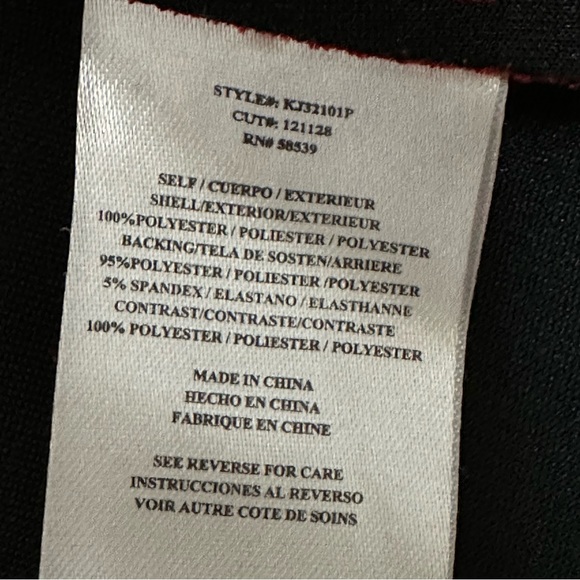 STYLE#: KJ32101P
CUT#: 121128
RN# 58539
SELF / CUERPO / EXTERIEUR
SHELL/EXTERIOR/EXTERIEUR
100%POLYESTER / POLIESTER / POLYESTER
BACKING/TELA DE SOSTEN/ARRIERE
95%POLYESTER / POLIESTER /POLYESTER
5% SPANDEX / ELASTANO / ELASTHANNE
CONTRAST/CONTRASTE/CONTRASTE
100% POLYESTER / POLIESTER / POLYESTER
MADE IN CHINA
HECHO EN CHINA
FABRIQUE EN CHINE
SEE REVERSE FOR CARE
INSTRUCCIONES AL REVERSO
VOIR AUTRE COTE DE SOINS